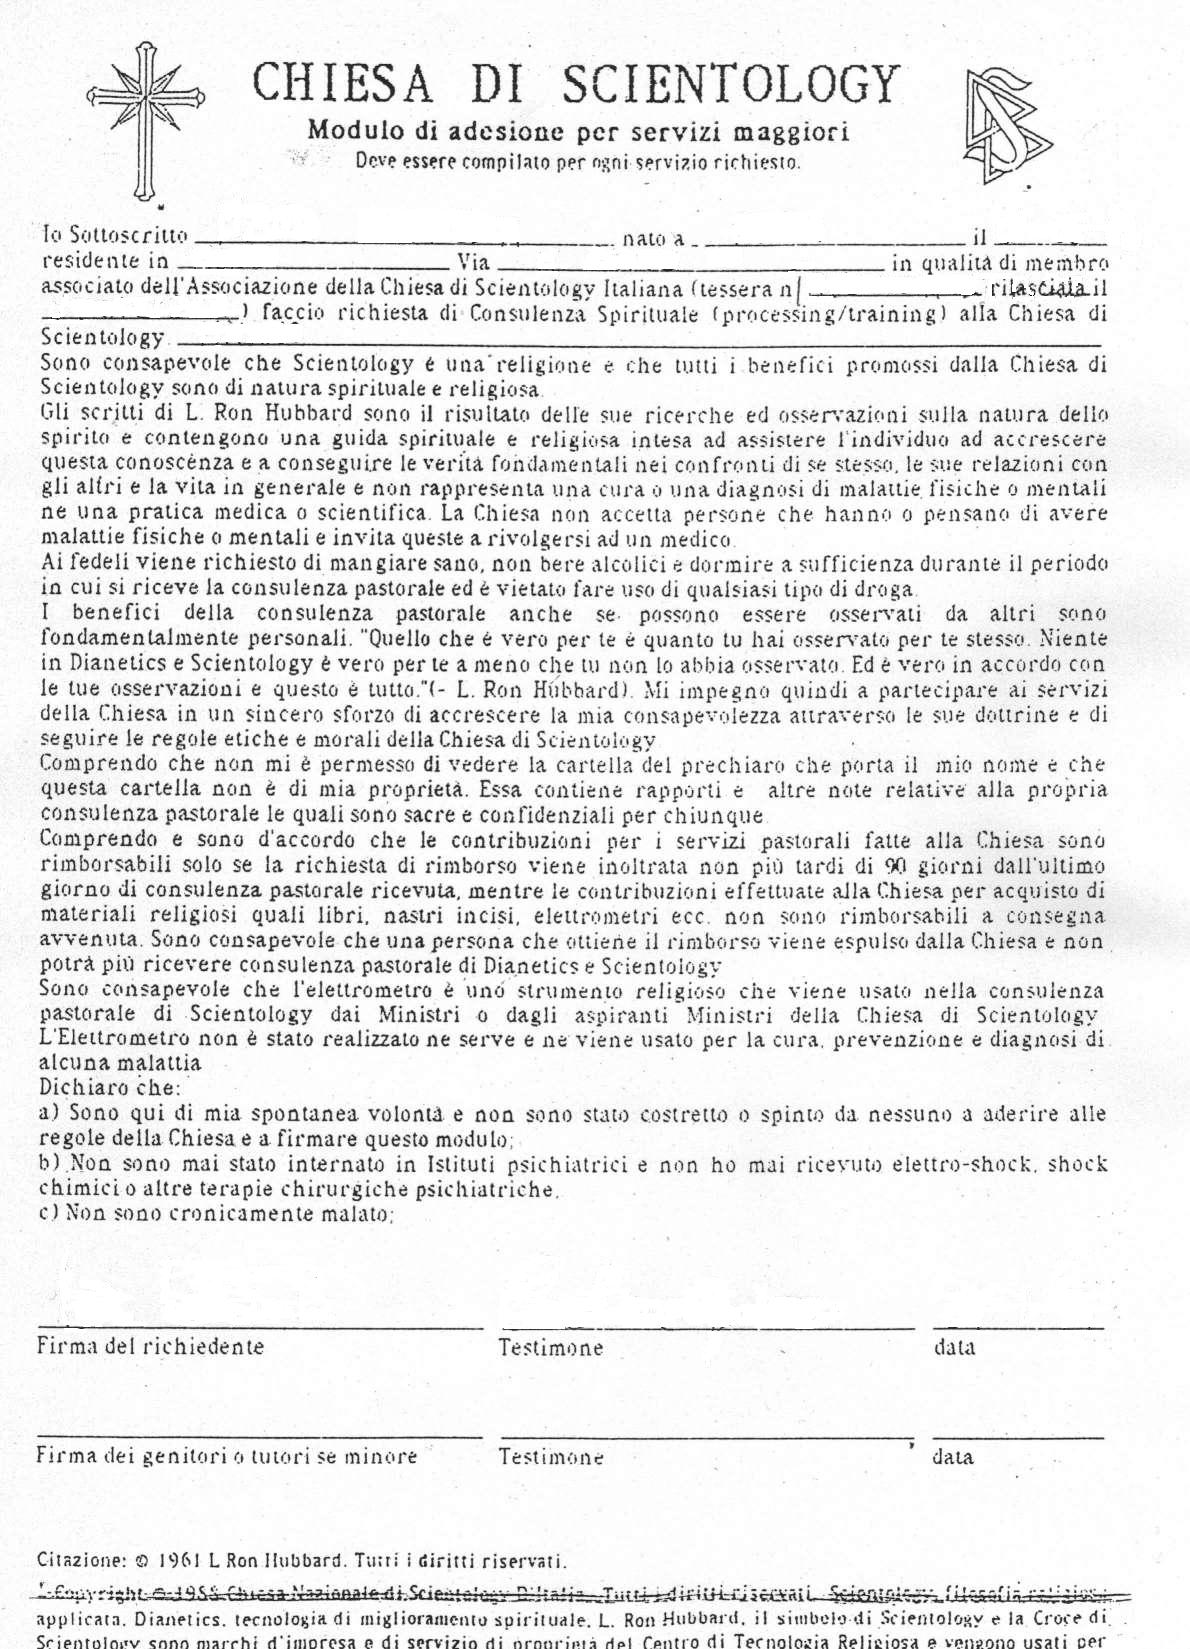 CHIESA DI SCIENTOLOGY
Modulo di adesione per servizi maggiori
Deve essere compilato per ogni servizio richiesto.
Io Sottoscritto nato a il
residente in Via in qualità di membro
associato dell'Associazione della Chiesa di Scientology Italiana (tessera n rilasciata il
) faccio richiesta di Consulenza Spirituale (processing/training) alla Chiesa di
Scientology
Sono consapevole che Scientology é una religione e che tutti i benefici promossi dalla Chiesa di
Scientology sono di natura spirituale e religiosa.
Gli scritti di L. Ron Hubbard sono il risultato delle sue ricerche ed osservazioni sulla natura dello
spirito e contengono una guida spirituale e religiosa intesa ad assistere l'individuo ad accrescere
questa conoscenza e a conseguire le verità fondamentali nei confronti di se stesso, le sue relazioni con
gli altri e la vita in generale e non rappresenta una cura o una diagnosi di malattie fisiche o mentali
ne una pratica medica o scientifica. La Chiesa non accetta persone che hanno o pensano di avere
malattie fisiche o mentali e invita queste a rivolgersi ad un medico.
Ai fedeli viene richiesto di mangiare sano, non bere alcolici e dormire a sufficienza durante il periodo
in cui si riceve la consulenza pastorale ed è vietato fare uso di qualsiasi tipo di droga.
I benefici della consulenza pastorale anche se possono essere osservati da altri sono
fondamentalmente personali. "Quello che é vero per te è quanto tu hai osservato per te stesso. Niente
in Dianetics e Scientology è vero per te a meno che tu non lo abbia osservato. Ed è vero in accordo con
le tue osservazioni e questo è tutto."(- L. Ron Hubbard). Mi impegno quindi a partecipare ai servizi
della Chiesa in un sincero sforzo di accrescere la mia consapevolezza attraverso le sue dottrine e di
seguire le regole etiche e morali della Chiesa di Scientology
Comprendo che non mi è permesso di vedere la cartella del prechiaro che porta il mio nome e che
questa cartella non è di mia proprietà. Essa contiene rapporti e altre note relative alla propria
consulenza pastorale le quali sono sacre e confidenziali per chiunque.
Comprendo e sono d'accordo che le contribuzioni per i servizi pastorali fatte alla Chiesa sono
rimborsabili solo se la richiesta di rimborso viene inoltrata non più tardi di 90 giorni dall'ultimo
giorno di consulenza pastorale ricevuta, mentre le contribuzioni effettuate alla Chiesa per acquisto di
materiali religiosi quali libri, nastri incisi, elettrometri ecc. non sono rimborsabili a consegna
avvenuta. Sono consapevole che una persona che ottiene il rimborso viene espulso dalla Chiesa e non
potrà più ricevere consulenza pastorale di Dianetics e Scientology
Sono consapevole che l'elettrometro è uno strumento religioso che viene usato nella consulenza
pastorale di Scientology dai Ministri o dagli aspiranti Ministri della Chiesa di Scientology
L'Elettrometro non è stato realizzato ne serve e ne viene usato per la cura, prevenzione e diagnosi di
alcuna malattia
Dichiaro che:
a) Sono qui di mia spontanea volontà e non sono stato costretto o spinto da nessuno a aderire alle
regole della Chiesa e a firmare questo modulo;
b) Non sono mai stato internato in Istituti psichiatrici e non ho mai ricevuto elettro-shock, shock
chimici o altre terapie chirurgiche psichiatriche,
c) Non sono cronicamente malato;
Firma del richiedente Testimone data
Firma dei genitori o tutori se minore Testimone data
Citazione: © 1961 L Ron Hubbard. Tutti i diritti riservati.
Copyright © Chiesa Nazionale di Scientology D'Italia. Tutti i diritti riservati. Scientology, filosofia religiosa
applicata, Dianetics, tecnologia di miglioramento spirituale, L. Ron Hubbard, il simbolo di Scientology e la Croce di
Scientology sono marchi d'impresa e di servizio di proprietà del Centro di Tecnologia Religiosa e vengono usati per